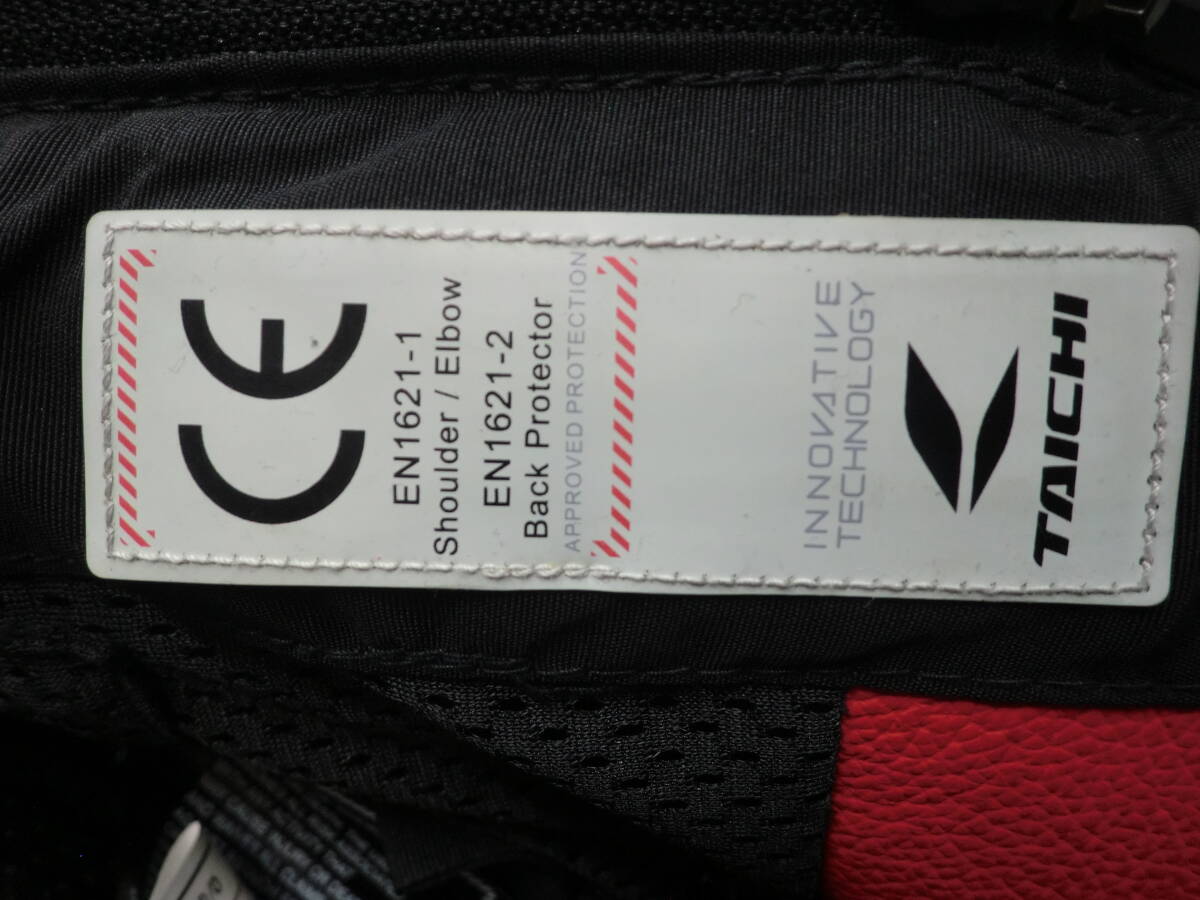 CE
EN1621-1
Shoulder / Elbow
EN1621-2
Back Protector
APPROVED PROTECTION
INNOVATIVE
TECHNOLOGY
TAICHI